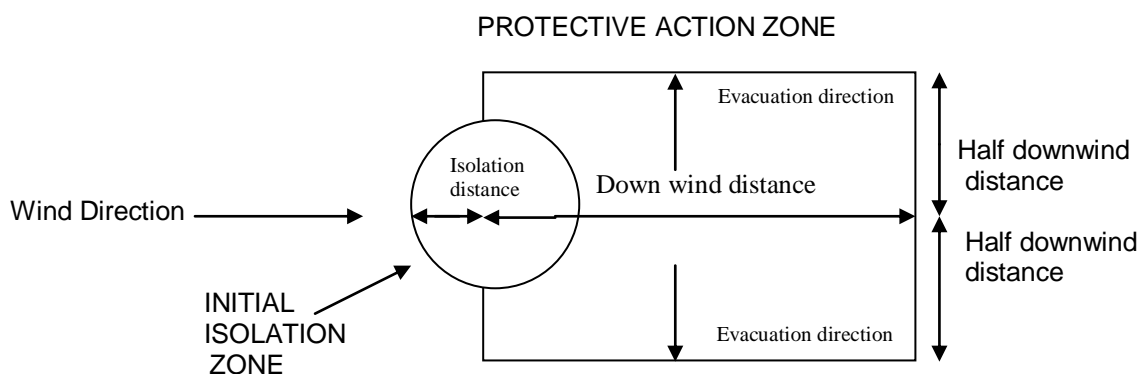 PROTECTIVE ACTION ZONE
Evacuation direction
Isolation
distance
Down wind distance
Half downwind
distance
Wind Direction
Half downwind
distance
INITIAL
ISOLATION
ZONE
Evacuation direction